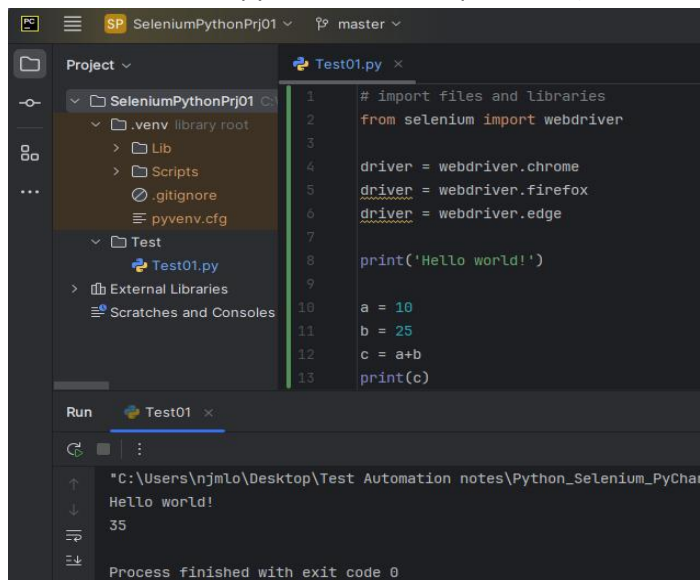 PC SP SeleniumPythonPrj01 master
Project
SeleniumPythonPrj01 C:\
.venv library root
Lib
Scripts
.gitignore
pyvenv.cfg
Test
Test01.py
External Libraries
Scratches and Consoles
Test01.py
1 # import files and libraries
2 from selenium import webdriver
3
4 driver = webdriver.chrome
5 driver = webdriver.firefox
6 driver = webdriver.edge
7
8 print('Hello world!')
9
10 a = 10
11 b = 25
12 c = a+b
13 print(c)
Run Test01
"C:\Users\njmlo\Desktop\Test Automation notes\Python_Selenium_PyChar
Hello world!
35
Process finished with exit code 0